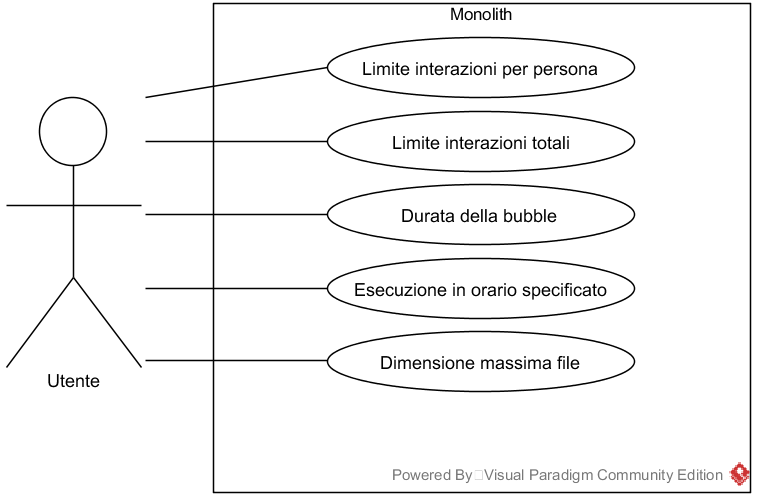 Monolith
Limite interazioni per persona
Limite interazioni totali
Durata della bubble
Esecuzione in orario specificato
Dimensione massima file
Utente
Powered By Visual Paradigm Community Edition